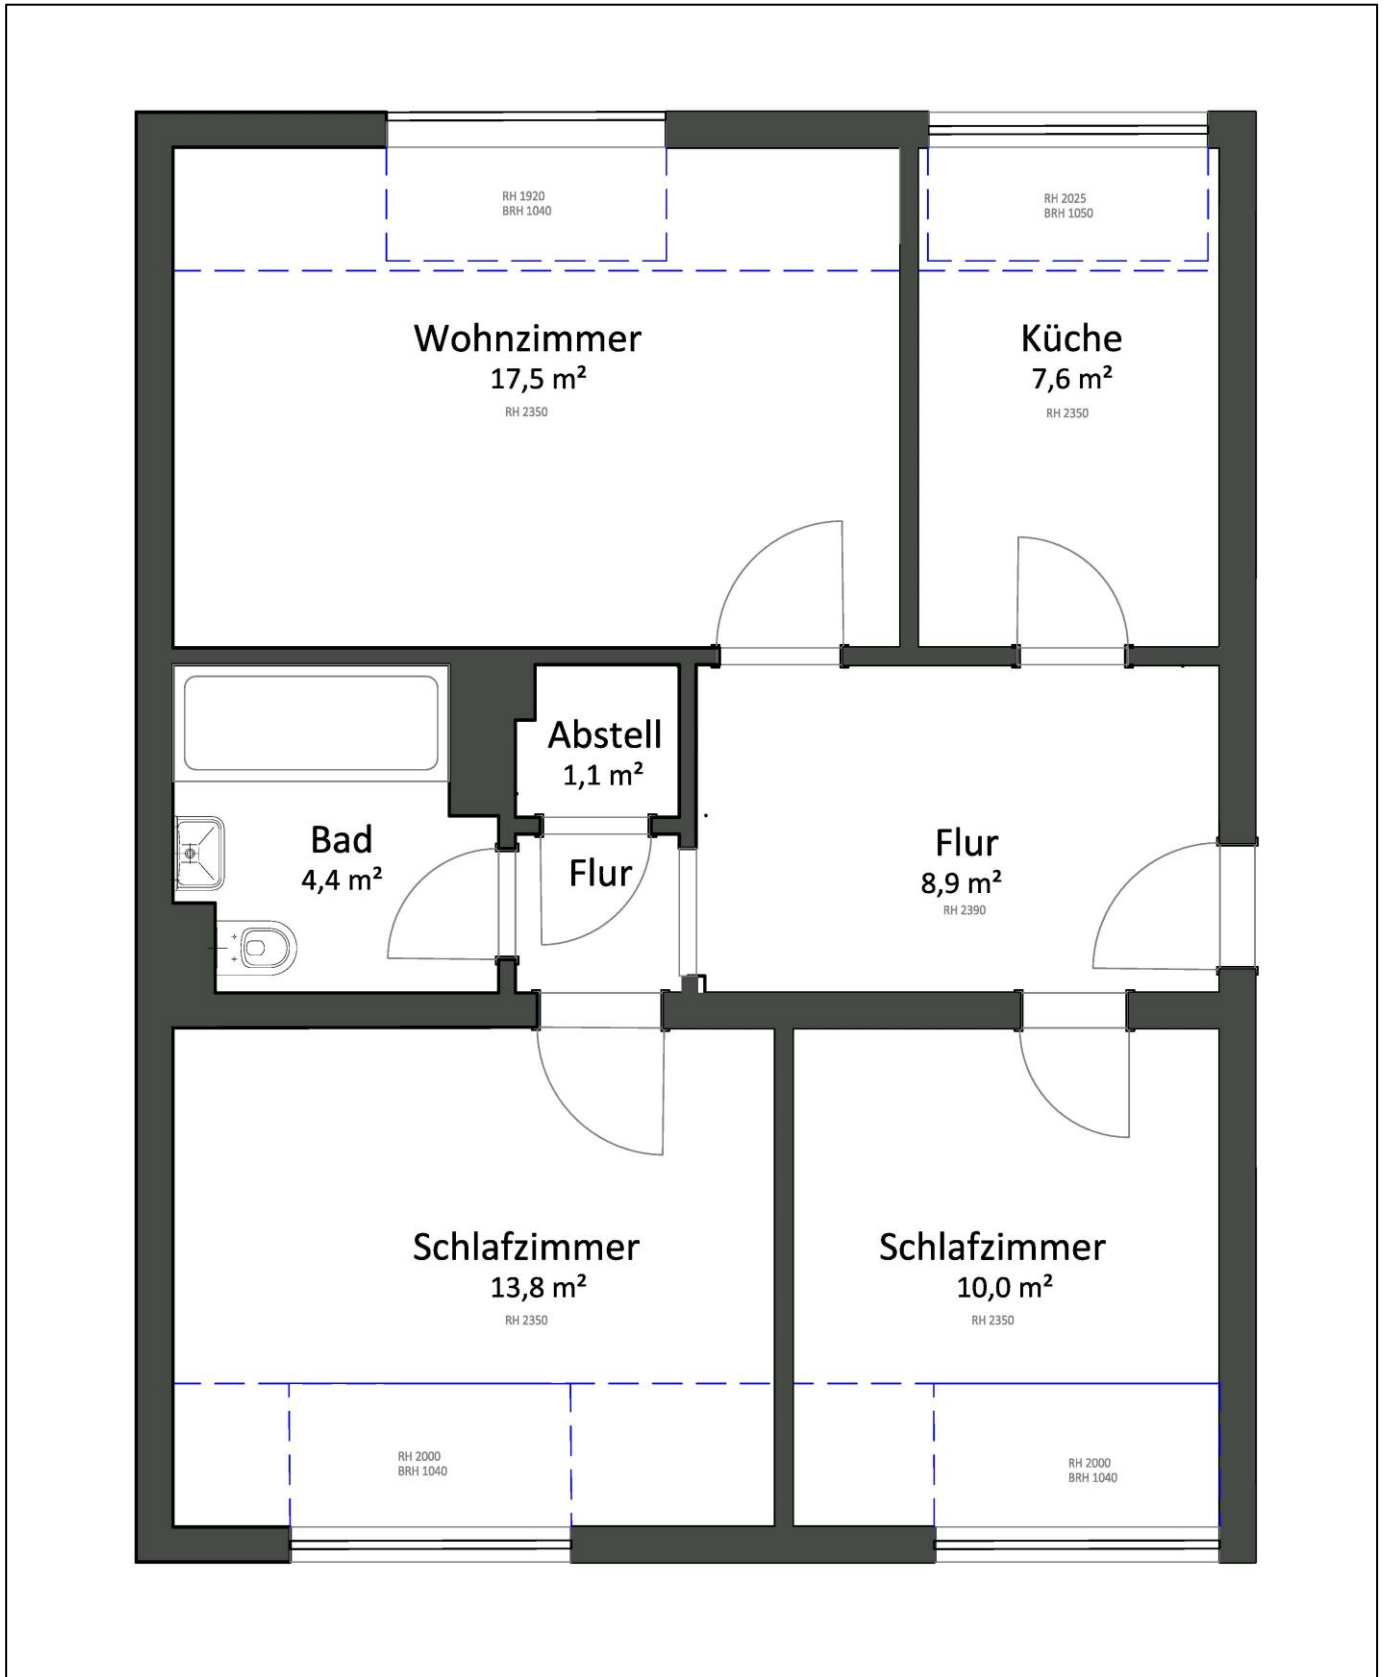 RH 1920
BRH 1040
RH 2025
BRH 1050
Wohnzimmer
17,5 m²
RH 2350
Küche
7,6 m²
RH 2350
Abstell
1,1 m²
Bad
4,4 m²
Flur
Flur
8,9 m²
RH 2390
Schlafzimmer
13,8 m²
RH 2350
Schlafzimmer
10,0 m²
RH 2350
RH 2000
BRH 1040
RH 2000
BRH 1040